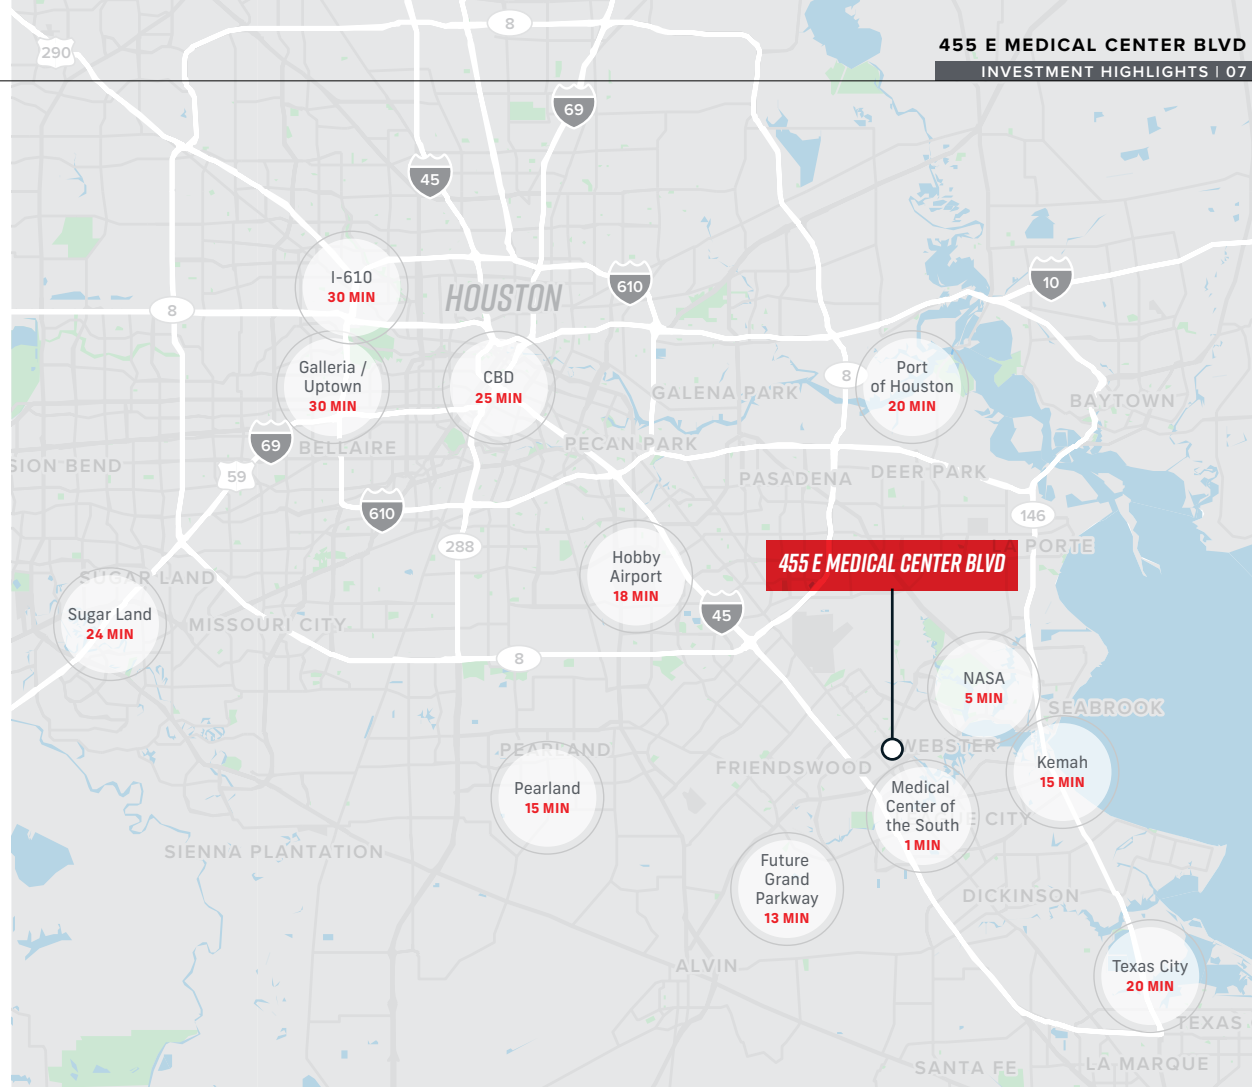 8
290
455 E MEDICAL CENTER BLVD
INVESTMENT HIGHLIGHTS | 07
69
45
I-610
30 MIN
HOUSTON
610
10
8
Galleria /
Uptown
30 MIN
CBD
25 MIN
8
Port
of Houston
20 MIN
GALENA PARK
BAYTOWN
69
BELLAIRE
PECAN PARK
SION BEND
59
PASADENA
DEER PARK
610
146
288
LA PORTE
455 E MEDICAL CENTER BLVD
Hobby
Airport
18 MIN
SUGAR LAND
Sugar Land
24 MIN
MISSOURI CITY
45
8
NASA
5 MIN
SEABROOK
PEARLAND
WEBSTER
FRIENDSWOOD
Kemah
15 MIN
Pearland
15 MIN
Medical
Center of
the South
1 MIN
E CITY
SIENNA PLANTATION
Future
Grand
Parkway
13 MIN
DICKINSON
ALVIN
Texas City
20 MIN
TEXAS
SANTA FE
LA MARQUE